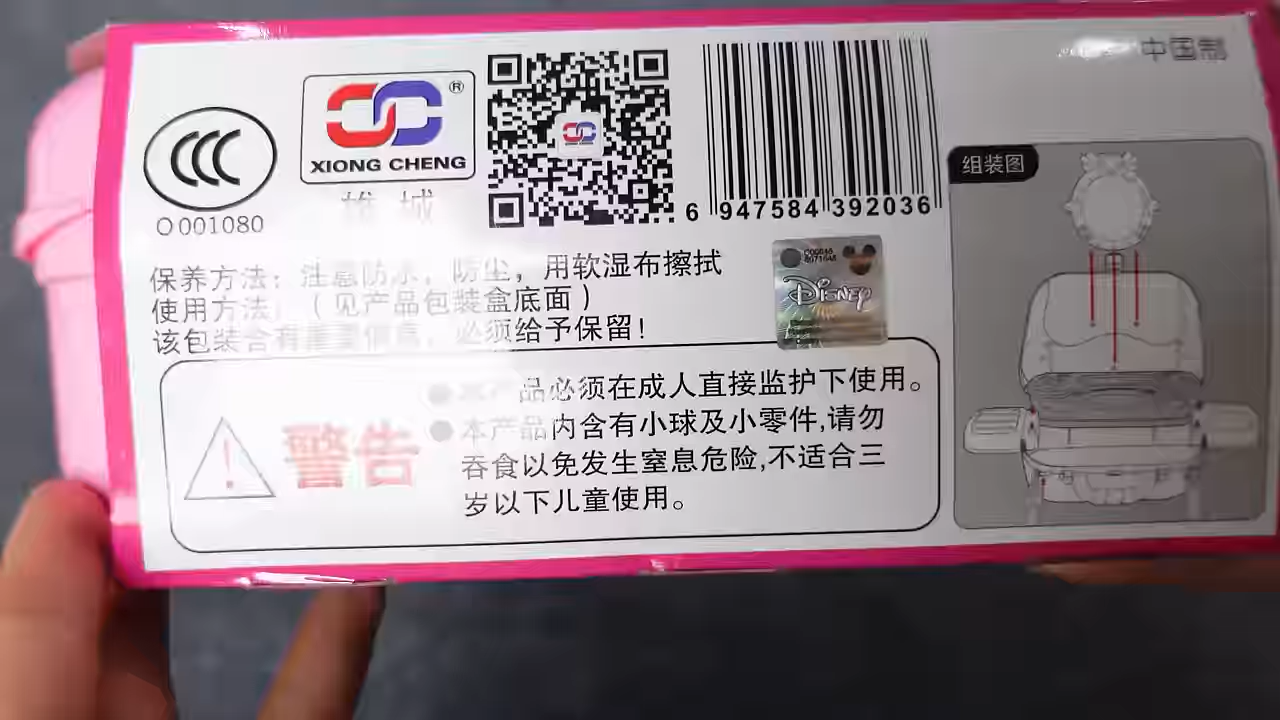 中国制
XIONG CHENG®
雄 城
O001080
6 947584 392036
组装图
保养方法：注意防水，防尘，用软湿布擦拭
使用方法：（见产品包装盒底面）
该包装含有重要信息，必须给予保留！
Disney
警告
●本产品必须在成人直接监护下使用。
●本产品内含有小球及小零件,请勿
吞食以免发生窒息危险,不适合三
岁以下儿童使用。